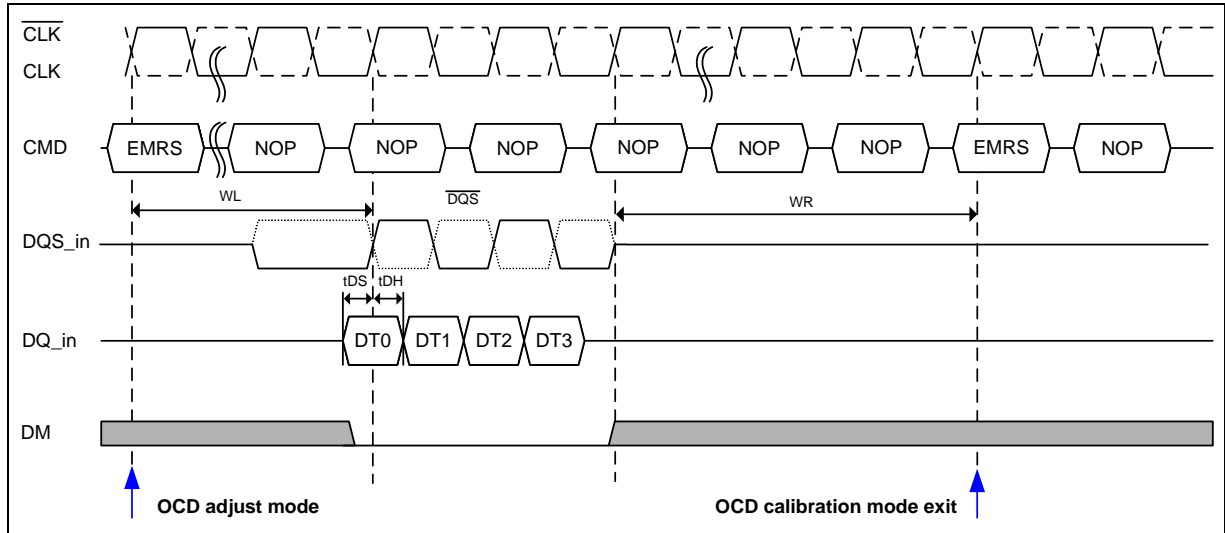 CLK
CLK
CMD EMRS NOP NOP NOP NOP NOP NOP EMRS NOP
WL DQS WR
DQS_in
tDS tDH
DQ_in DT0 DT1 DT2 DT3
DM
OCD adjust mode OCD calibration mode exit